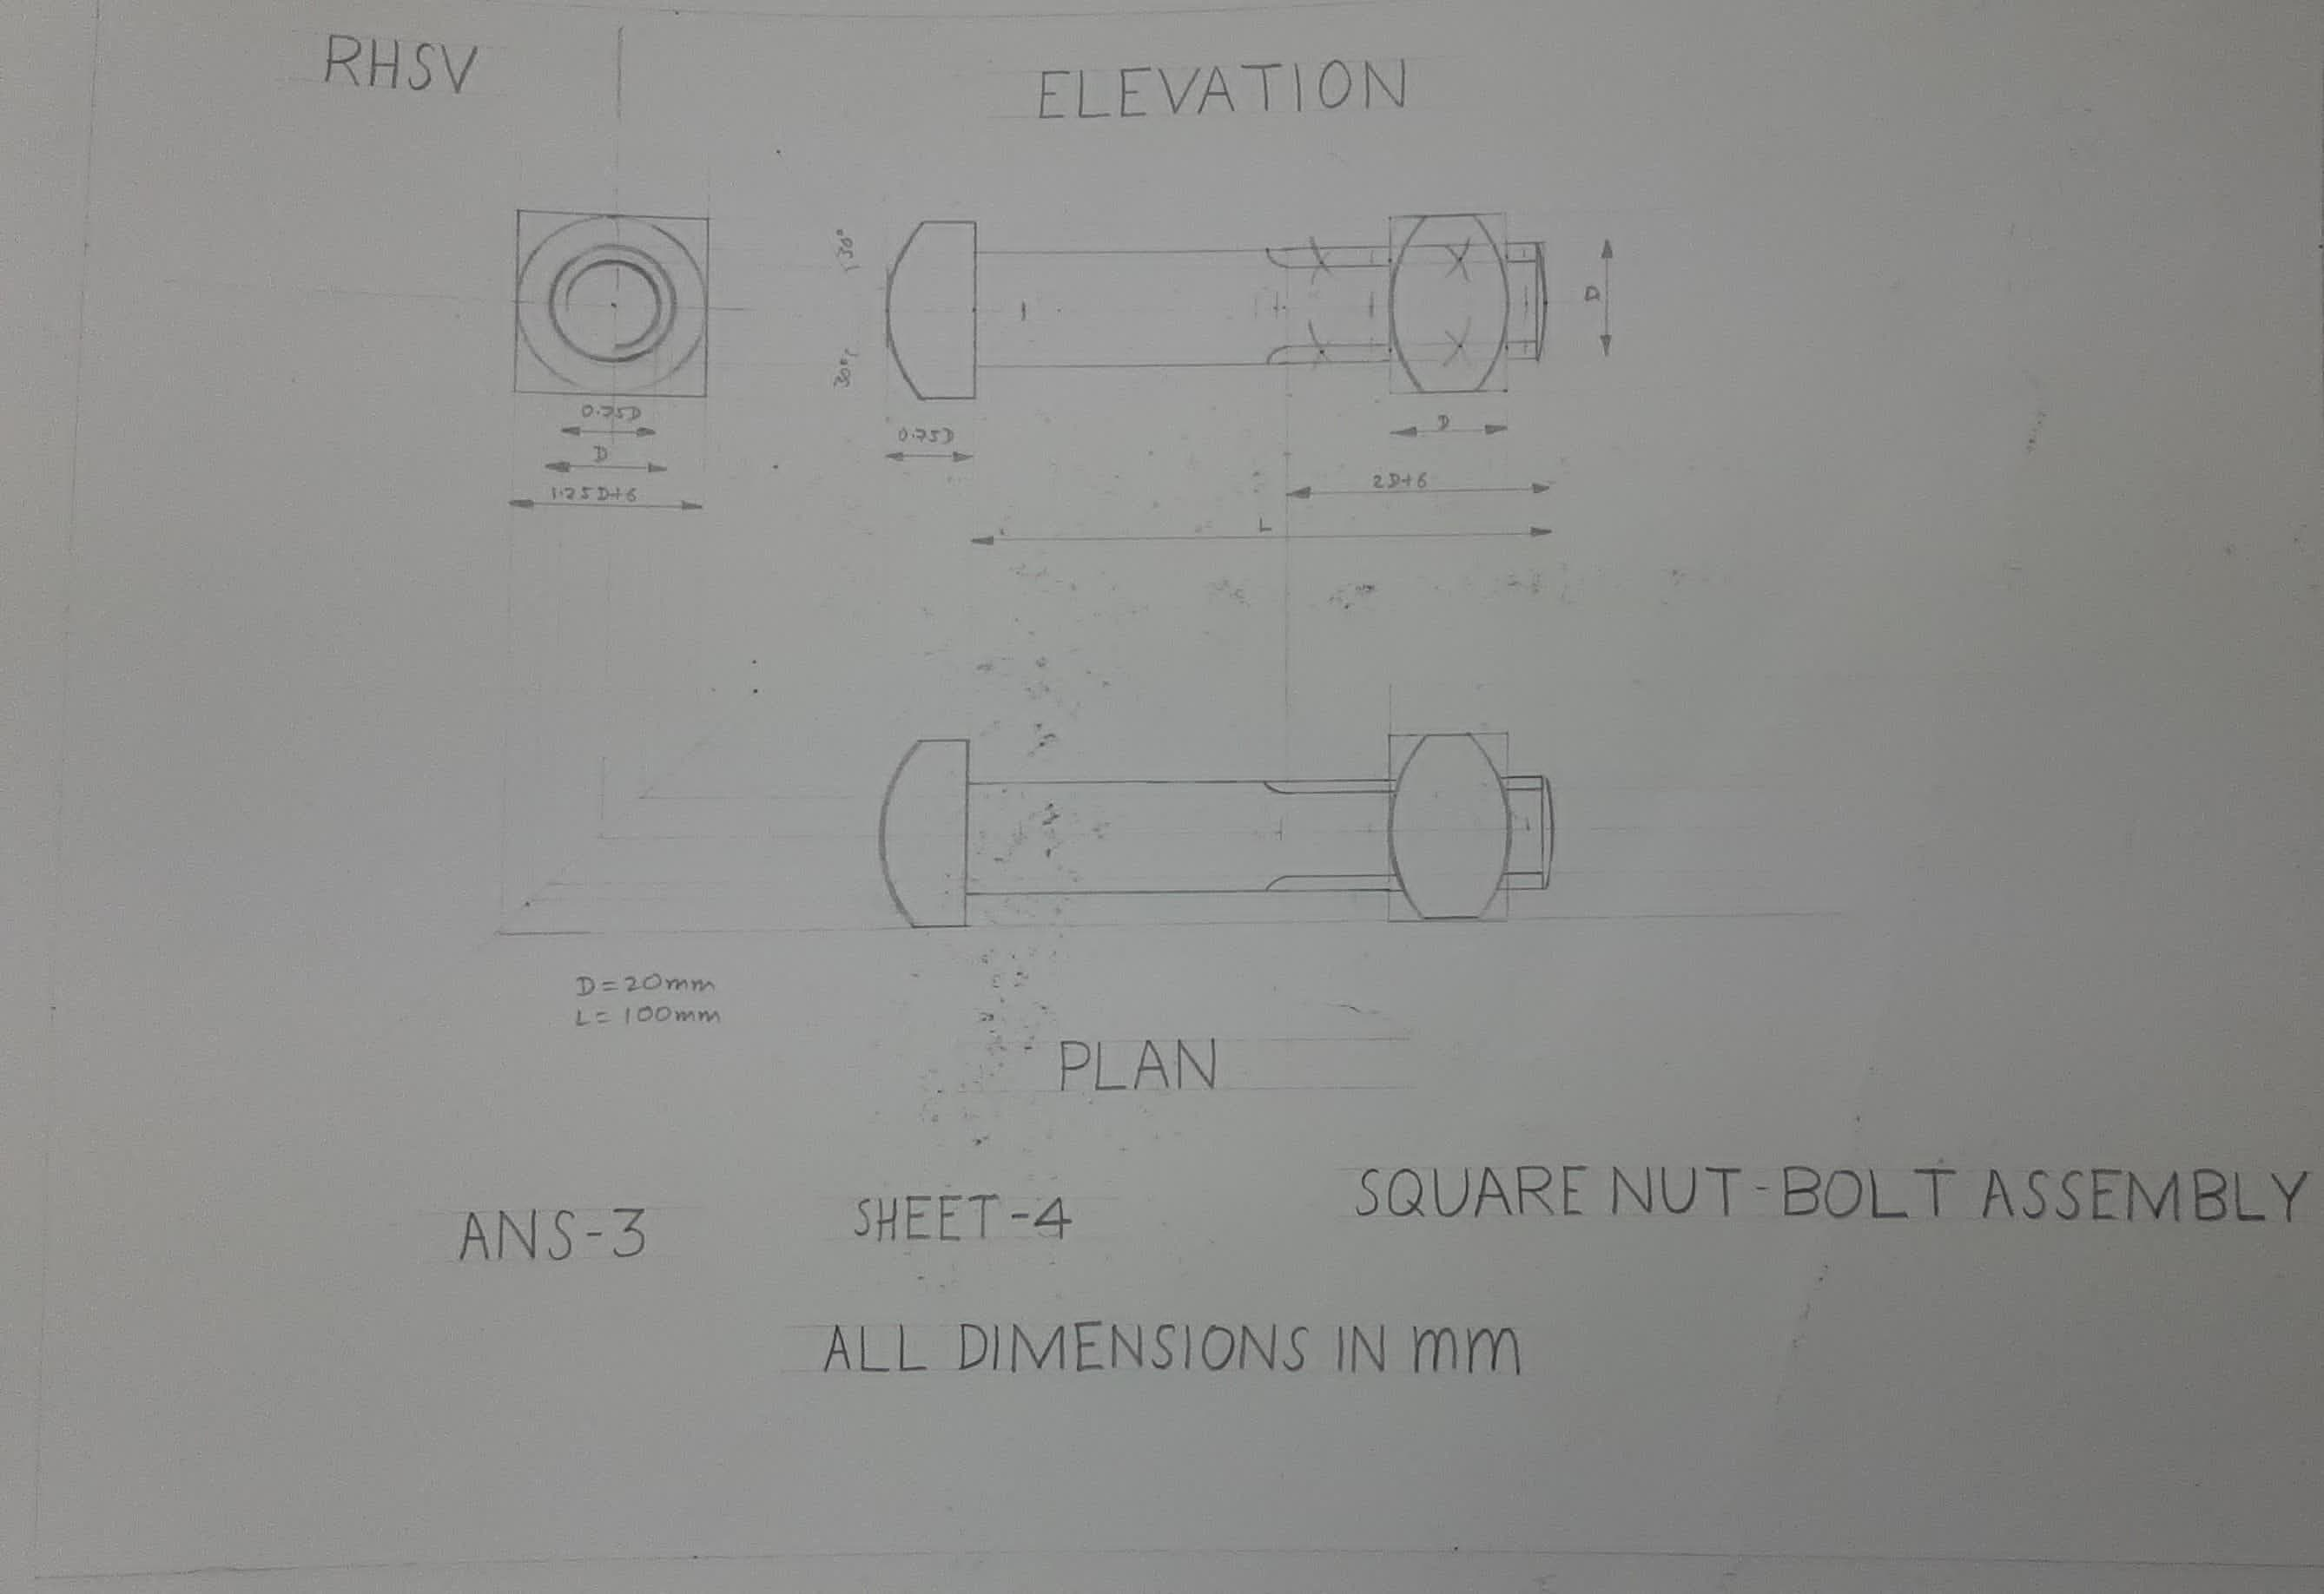 RHSV
ELEVATION
30°
30°
D
0.75D
D
1.25D+6
0.75D
D
2D+6
L
D=20mm
L=100mm
PLAN
ANS-3
SHEET-4
SQUARE NUT-BOLT ASSEMBLY
ALL DIMENSIONS IN mm